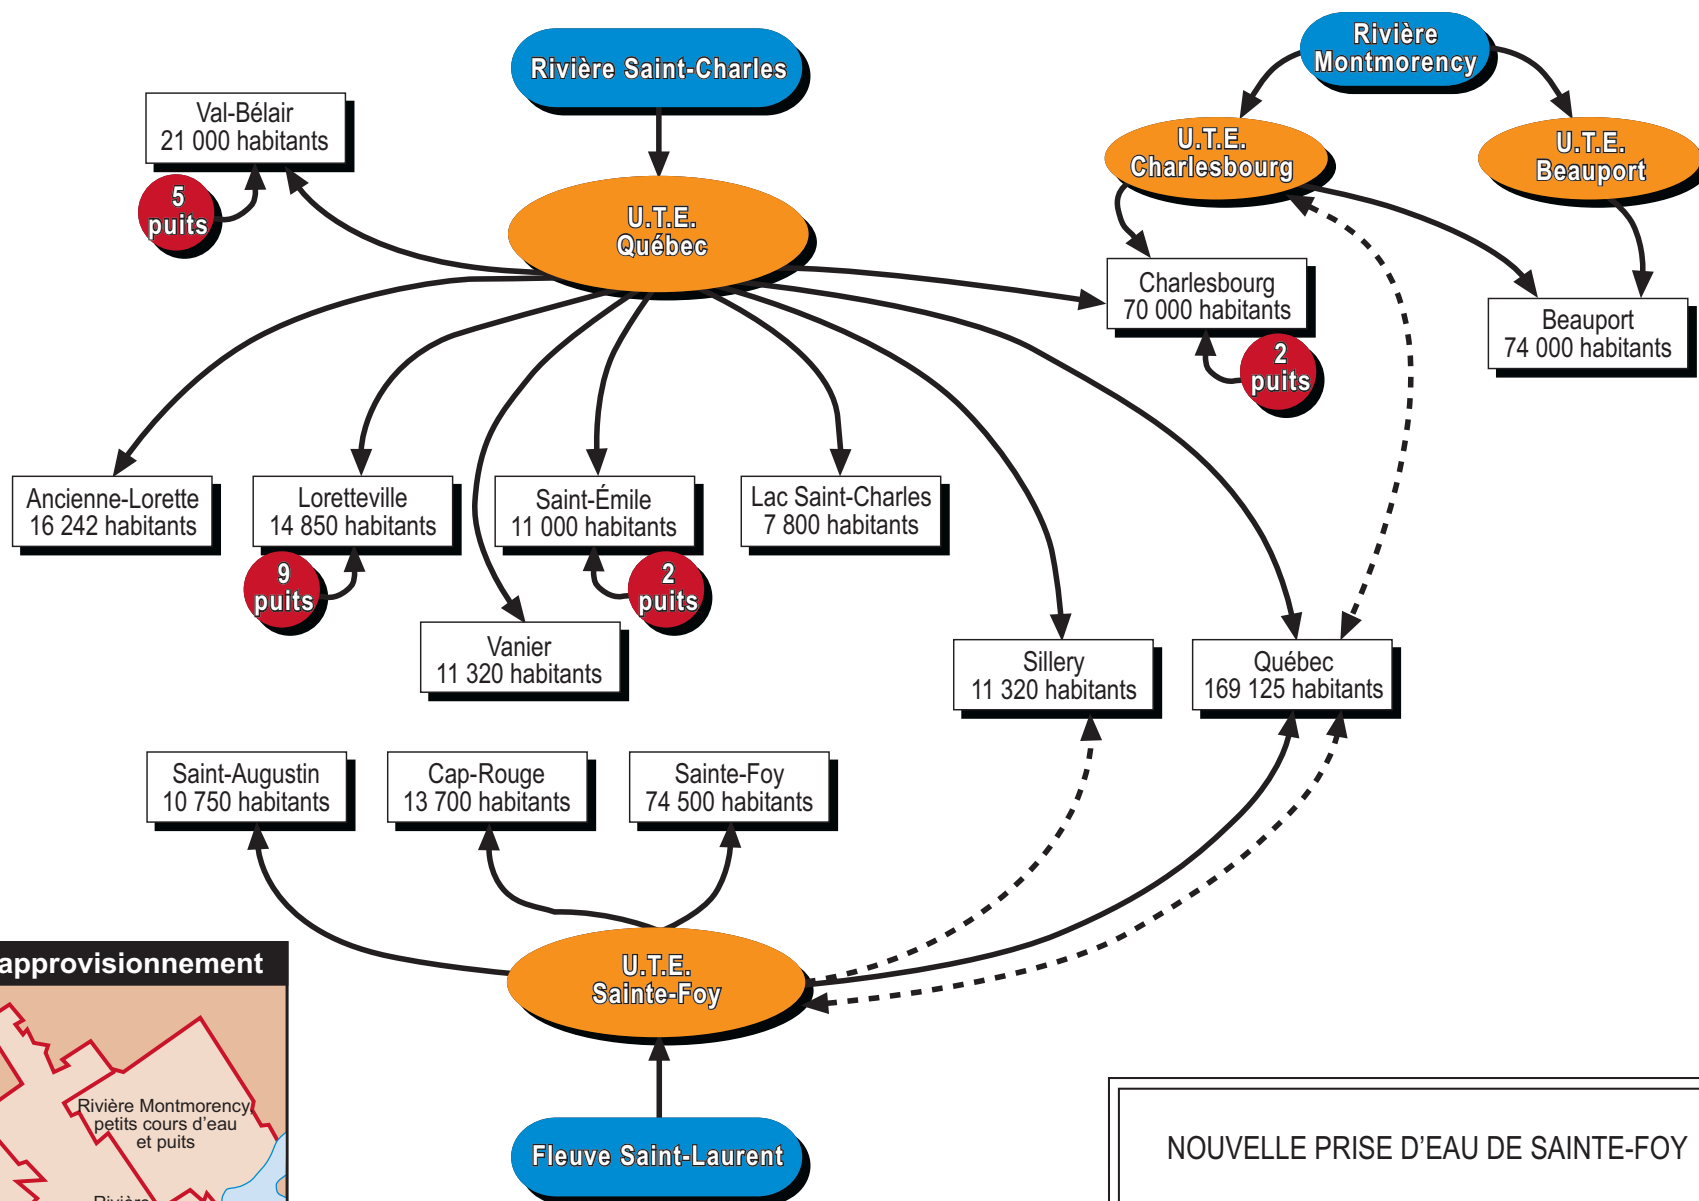 Rivière Saint-Charles
Rivière
Montmorency
Val-Bélair
21 000 habitants
5
puits
U.T.E.
Québec
U.T.E.
Charlesbourg
U.T.E.
Beauport
Charlesbourg
70 000 habitants
2
puits
Beauport
74 000 habitants
Ancienne-Lorette
16 242 habitants
Loretteville
14 850 habitants
9
puits
Saint-Émile
11 000 habitants
2
puits
Lac Saint-Charles
7 800 habitants
Vanier
11 320 habitants
Sillery
11 320 habitants
Québec
169 125 habitants
Saint-Augustin
10 750 habitants
Cap-Rouge
13 700 habitants
Sainte-Foy
74 500 habitants
U.T.E.
Sainte-Foy
Fleuve Saint-Laurent
approvisionnement
Rivière Montmorency,
petits cours d'eau
et puits
Rivière
NOUVELLE PRISE D'EAU DE SAINTE-FOY